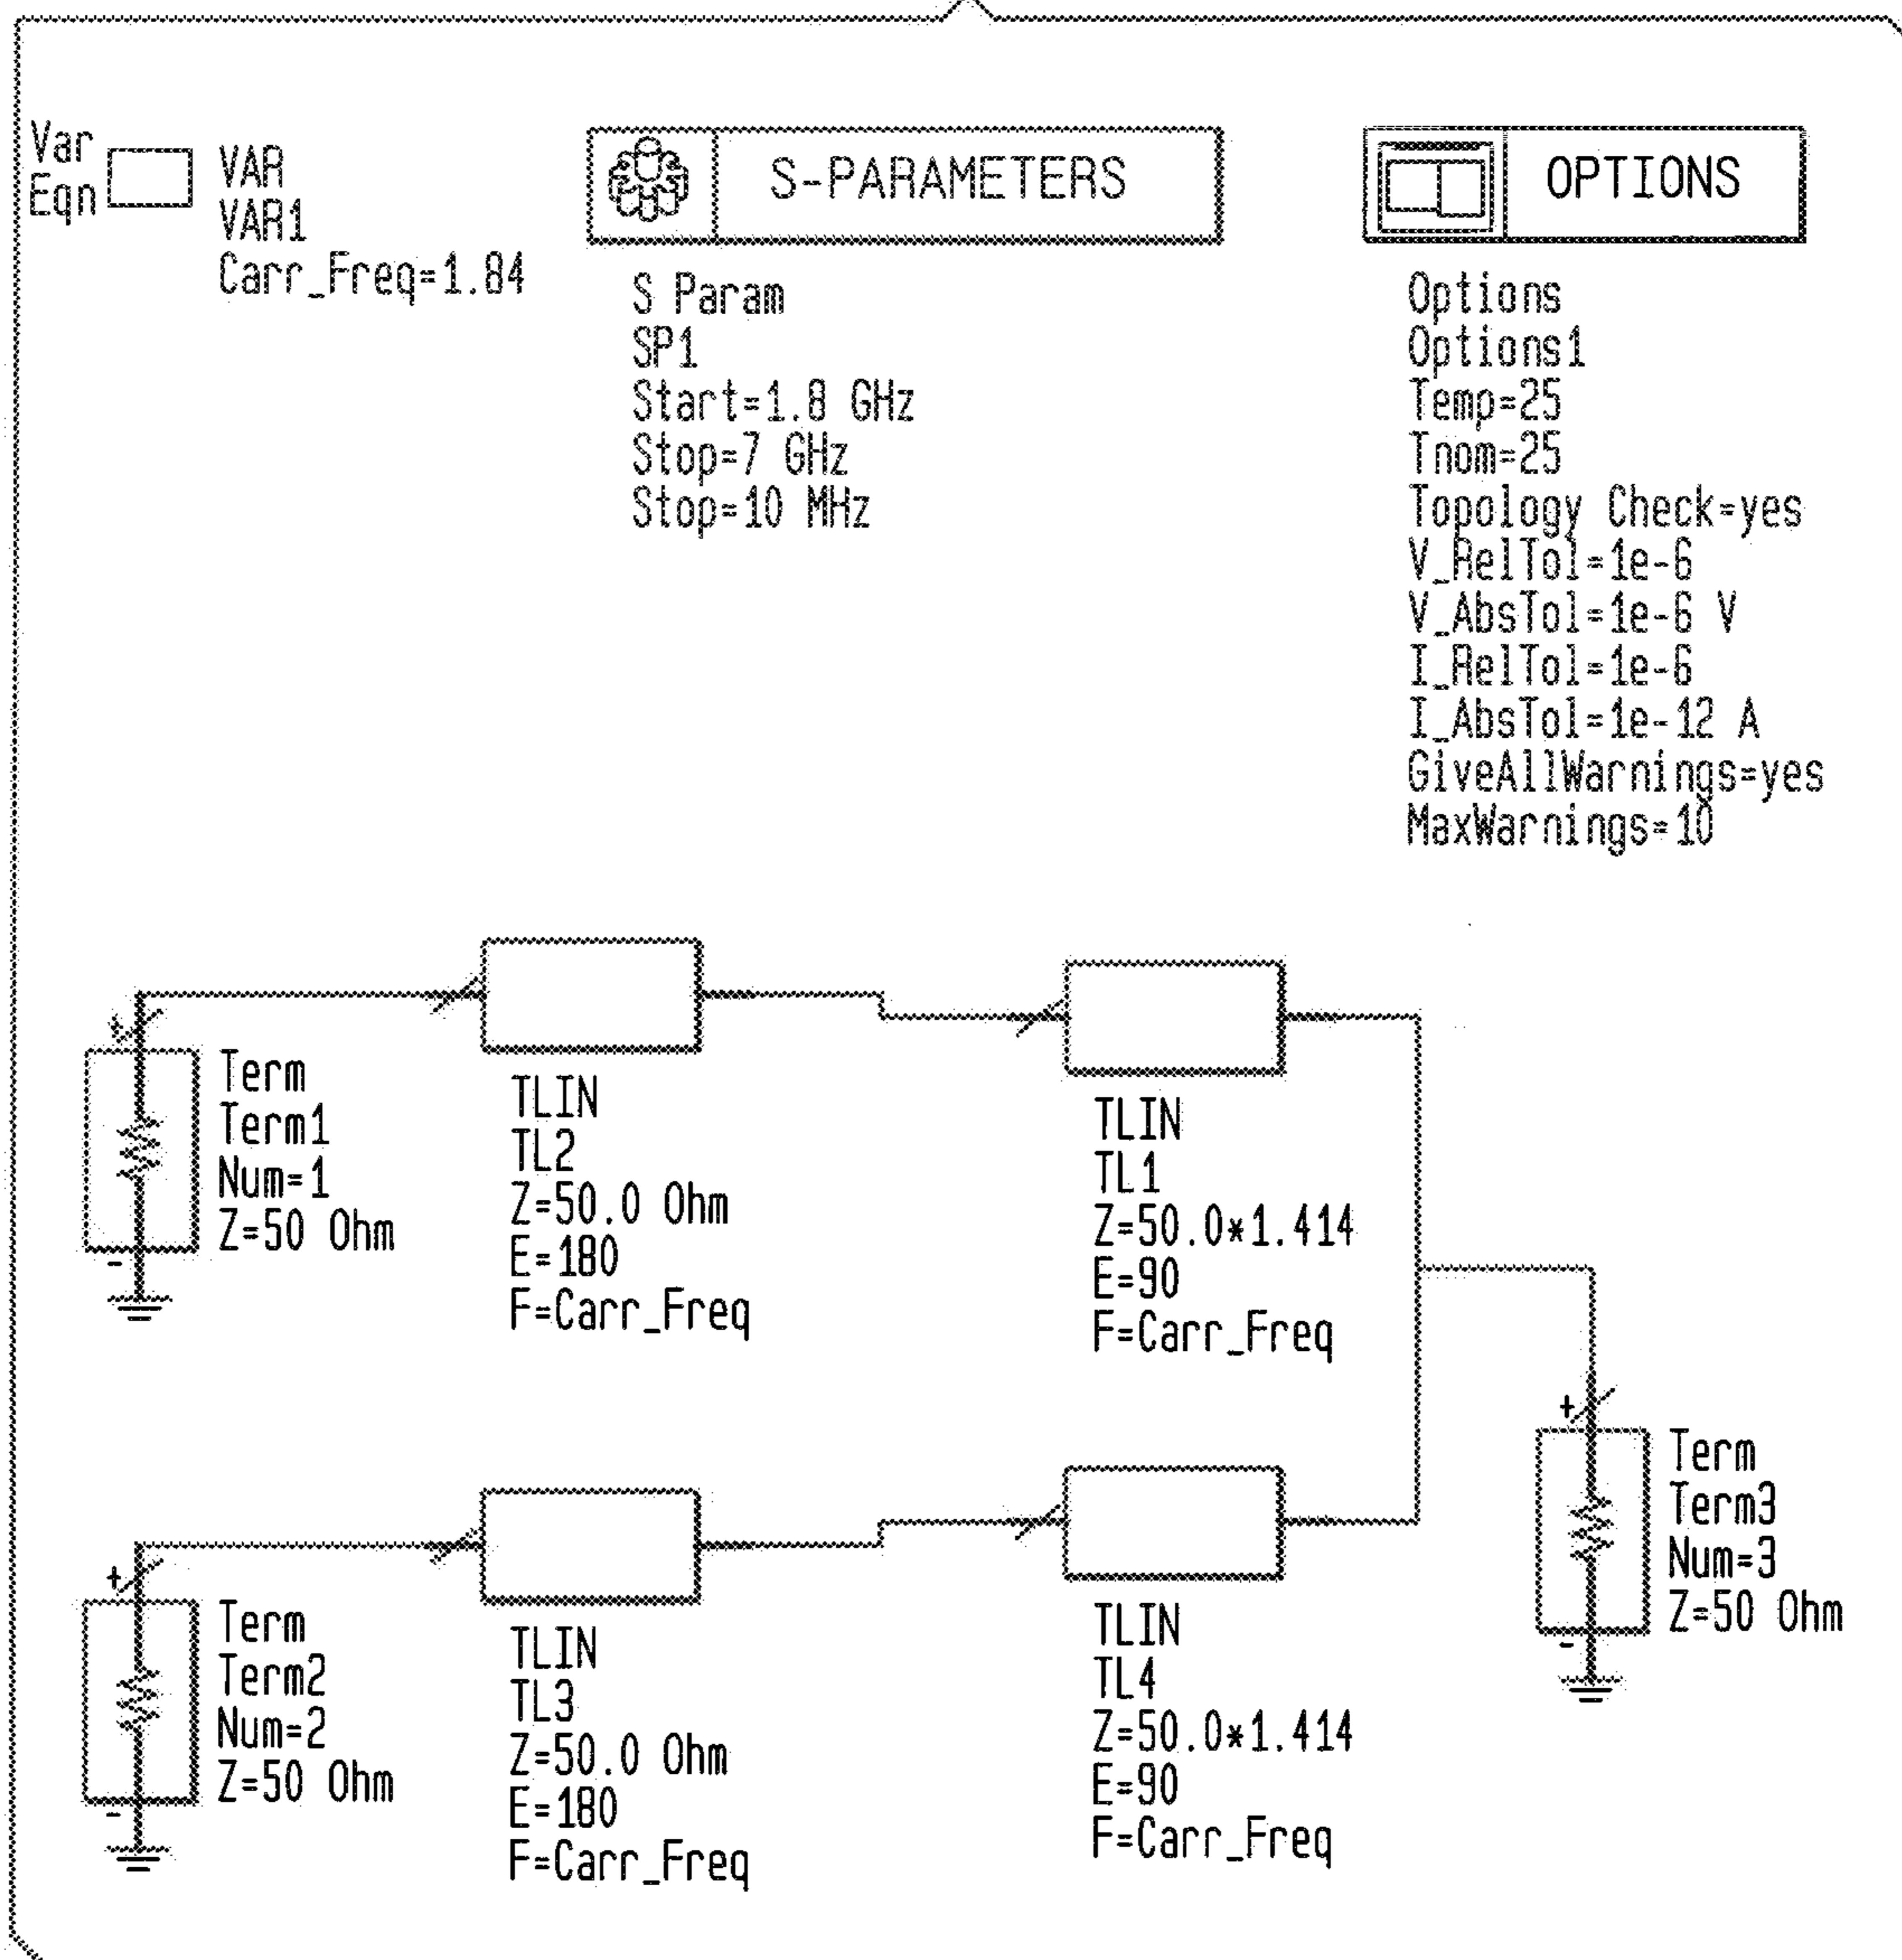 Var
Eqn
VAR
VAR1
Carr_Freq=1.84
S-PARAMETERS
S Param
SP1
Start=1.8 GHz
Stop=7 GHz
Stop=10 MHz
OPTIONS
Options
Options1
Temp=25
Tnom=25
Topology Check=yes
V_RelTol=1e-6
V_AbsTol=1e-6 V
I_RelTol=1e-6
I_AbsTol=1e-12 A
GiveAllWarnings=yes
MaxWarnings=10
+
Term
Term1
Num=1
Z=50 Ohm
-
TLIN
TL2
Z=50.0 Ohm
E=180
F=Carr_Freq
TLIN
TL1
Z=50.0*1.414
E=90
F=Carr_Freq
+
Term
Term2
Num=2
Z=50 Ohm
-
TLIN
TL3
Z=50.0 Ohm
E=180
F=Carr_Freq
TLIN
TL4
Z=50.0*1.414
E=90
F=Carr_Freq
+
Term
Term3
Num=3
Z=50 Ohm
-